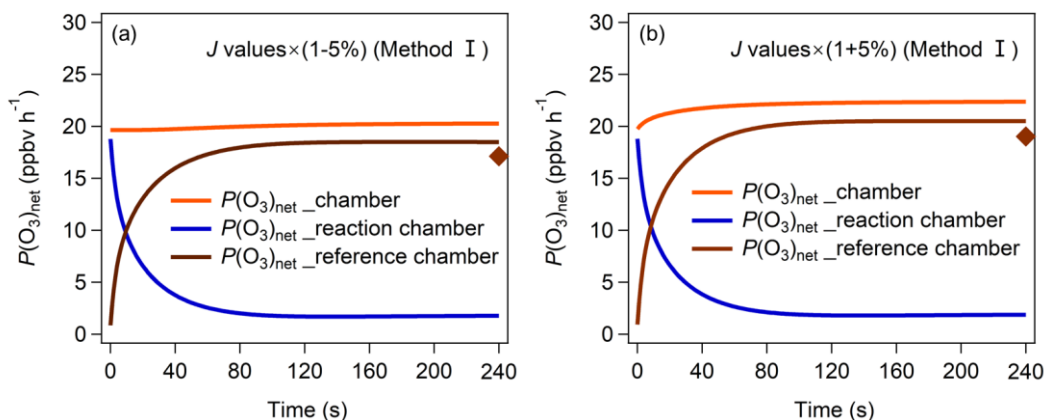 (a)
J values×(1-5%) (Method I)
P(O₃)net (ppbv h⁻¹)
30
25
20
15
10
5
0
P(O₃)net _chamber
P(O₃)net _reaction chamber
P(O₃)net _reference chamber
0 40 80 120 160 200 240
Time (s)
(b)
J values×(1+5%) (Method I)
P(O₃)net (ppbv h⁻¹)
30
25
20
15
10
5
0
P(O₃)net _chamber
P(O₃)net _reaction chamber
P(O₃)net _reference chamber
0 40 80 120 160 200 240
Time (s)